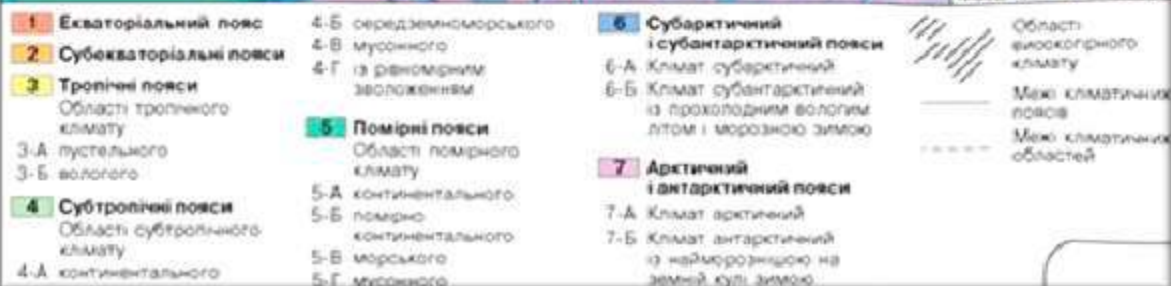 1 Екваторіальний пояс
2 Субекваторіальні пояси
3 Тропічні пояси
Області тропічного
клімату
3-А пустельного
3-Б вологого
4 Субтропічні пояси
Області субтропічного
клімату
4-А континентального
4-Б середземноморського
4-В мусонного
4-Г із рівномірним
зволоженням
5 Помірні пояси
Області помірного
клімату
5-А континентального
5-Б помірно
континентального
5-В морського
5-Г мусонного
6 Субарктичний
і субантарктичний пояси
6-А Клімат субарктичний
6-Б Клімат субантарктичний
із прохолодним вологим
літом і морозною зимою
7 Арктичний
і антарктичний пояси
7-А Клімат арктичний
7-Б Клімат антарктичний
із найморознішою на
земній кулі зимою
Області
високогірного
клімату
Межі кліматичних
поясів
Межі кліматичних
областей